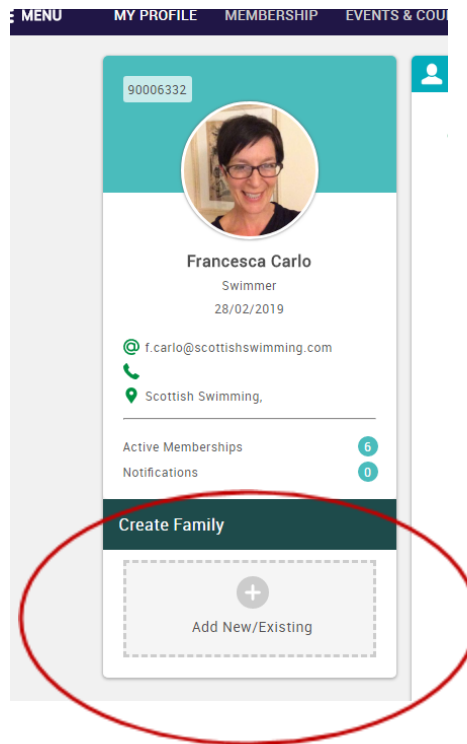 MENU MY PROFILE MEMBERSHIP EVENTS & COU
90006332
Francesca Carlo
Swimmer
28/02/2019
f.carlo@scottishswimming.com
Scottish Swimming,
Active Memberships 6
Notifications 0
Create Family
Add New/Existing